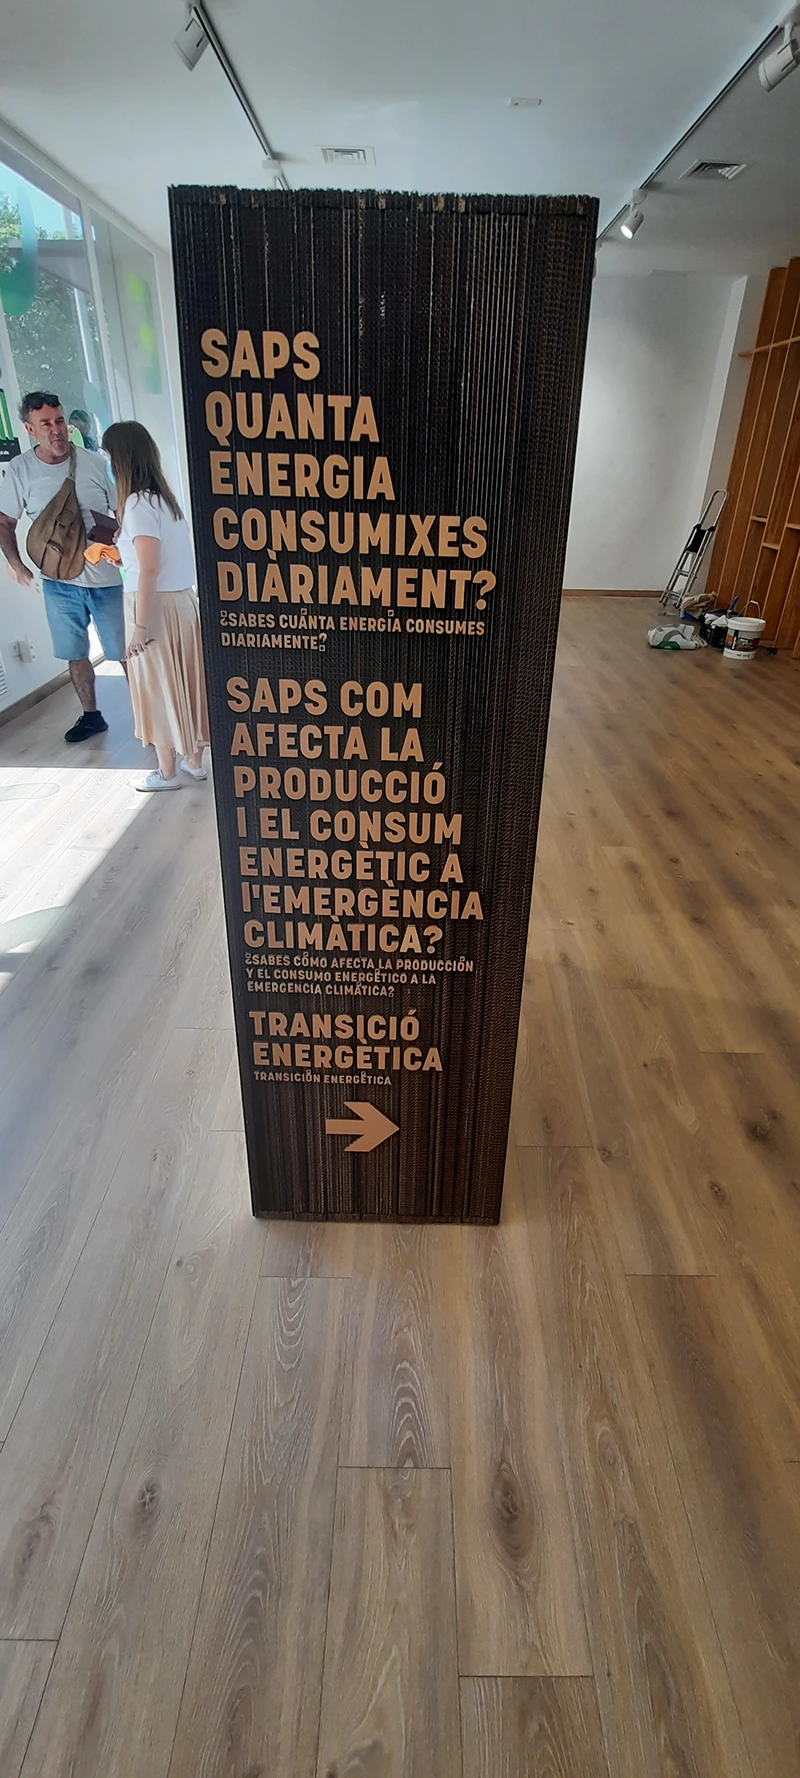 SAPS
QUANTA
ENERGIA
CONSUMIXES
DIÀRIAMENT?
¿SABES CUÁNTA ENERGÍA CONSUMES
DIARIAMENTE?
SAPS COM
AFECTA LA
PRODUCCIÓ
I EL CONSUM
ENERGÈTIC A
l'EMERGÈNCIA
CLIMÀTICA?
¿SABES CÓMO AFECTA LA PRODUCCIÓN
Y EL CONSUMO ENERGÉTICO A LA
EMERGENCIA CLIMÁTICA?
TRANSICIÓ
ENERGÈTICA
TRANSICIÓN ENERGÉTICA